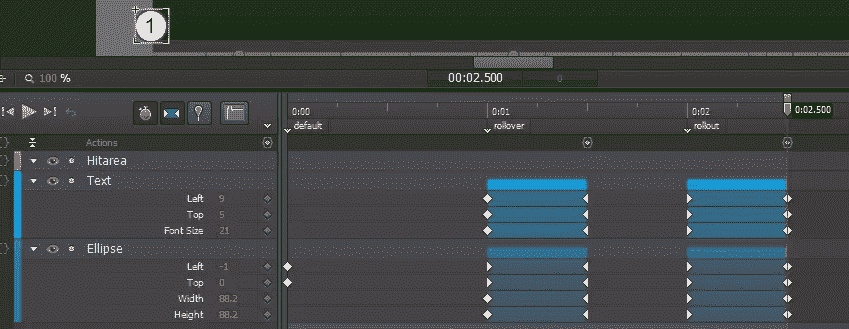 1
100 %
00:02.500
0
0:00 0:01 0:02 0:02.500
default rollover rollout
Actions
Hitarea
Text
Left 9
Top 5
Font Size 21
Ellipse
Left -1
Top 0
Width 88.2
Height 88.2